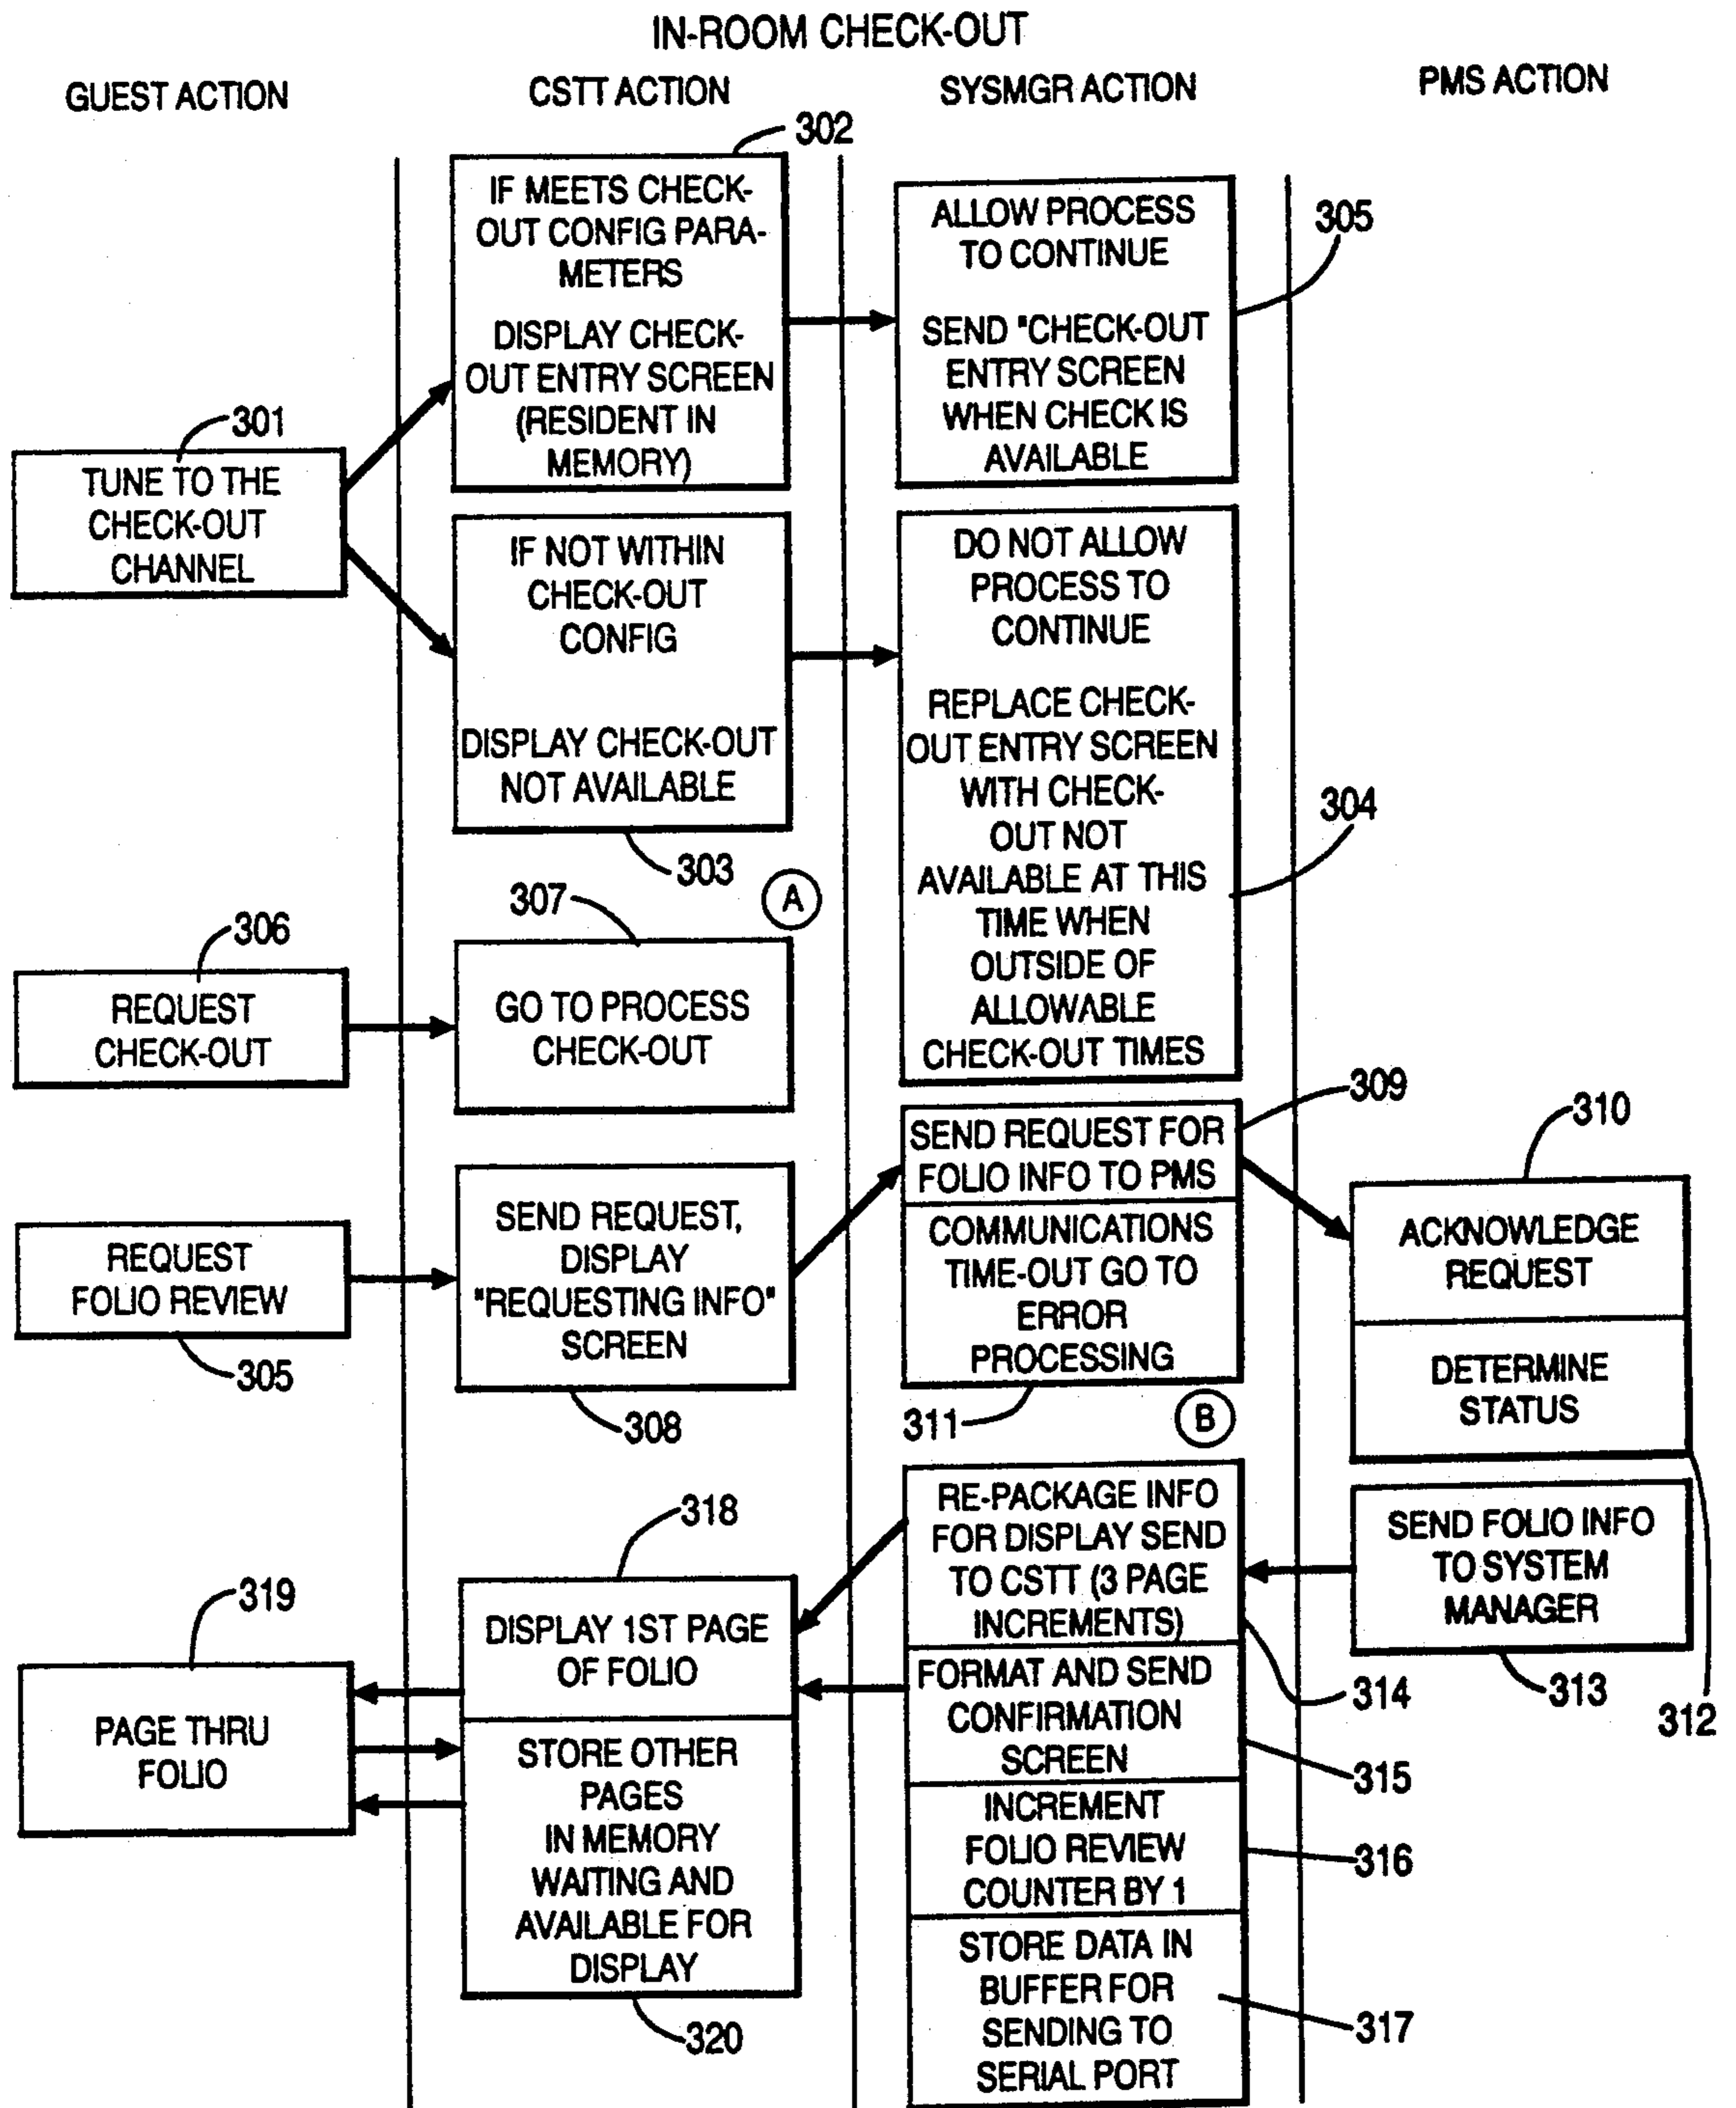 IN-ROOM CHECK-OUT
GUEST ACTION
CSTT ACTION
SYSMGR ACTION
PMS ACTION
302
IF MEETS CHECK-
OUT CONFIG PARA-
METERS
DISPLAY CHECK-
OUT ENTRY SCREEN
(RESIDENT IN
MEMORY)
ALLOW PROCESS
TO CONTINUE
SEND "CHECK-OUT
ENTRY SCREEN
WHEN CHECK IS
AVAILABLE
305
301
TUNE TO THE
CHECK-OUT
CHANNEL
IF NOT WITHIN
CHECK-OUT
CONFIG
DISPLAY CHECK-OUT
NOT AVAILABLE
303
DO NOT ALLOW
PROCESS TO
CONTINUE
REPLACE CHECK-
OUT ENTRY SCREEN
WITH CHECK-
OUT NOT
AVAILABLE AT THIS
TIME WHEN
OUTSIDE OF
ALLOWABLE
CHECK-OUT TIMES
304
A
306
REQUEST
CHECK-OUT
307
GO TO PROCESS
CHECK-OUT
REQUEST
FOLIO REVIEW
305
SEND REQUEST,
DISPLAY
"REQUESTING INFO"
SCREEN
308
309
SEND REQUEST FOR
FOLIO INFO TO PMS
COMMUNICATIONS
TIME-OUT GO TO
ERROR
PROCESSING
311
B
310
ACKNOWLEDGE
REQUEST
DETERMINE
STATUS
312
SEND FOLIO INFO
TO SYSTEM
MANAGER
313
RE-PACKAGE INFO
FOR DISPLAY SEND
TO CSTT (3 PAGE
INCREMENTS)
314
FORMAT AND SEND
CONFIRMATION
SCREEN
315
INCREMENT
FOLIO REVIEW
COUNTER BY 1
316
STORE DATA IN
BUFFER FOR
SENDING TO
SERIAL PORT
317
318
DISPLAY 1ST PAGE
OF FOLIO
STORE OTHER
PAGES
IN MEMORY
WAITING AND
AVAILABLE FOR
DISPLAY
320
319
PAGE THRU
FOLIO